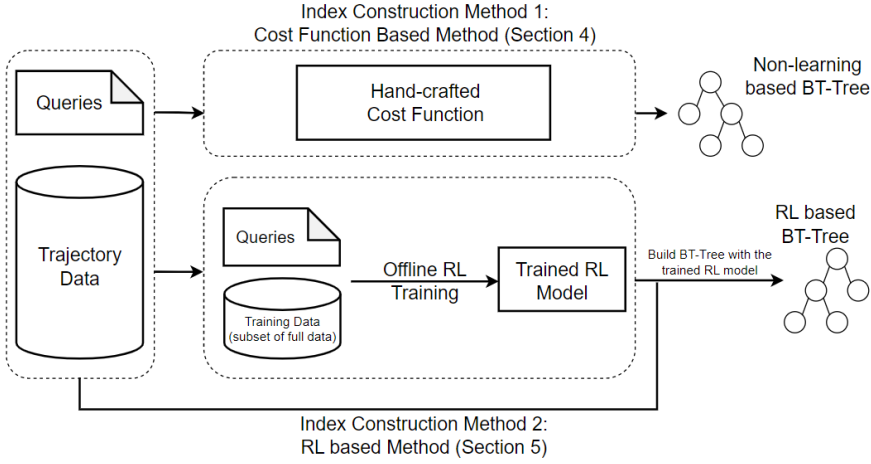 Index Construction Method 1:
Cost Function Based Method (Section 4)
Queries
Hand-crafted
Cost Function
Non-learning
based BT-Tree
Trajectory
Data
Queries
Training Data
(subset of full data)
Offline RL
Training
Trained RL
Model
Build BT-Tree with the
trained RL model
RL based
BT-Tree
Index Construction Method 2:
RL based Method (Section 5)